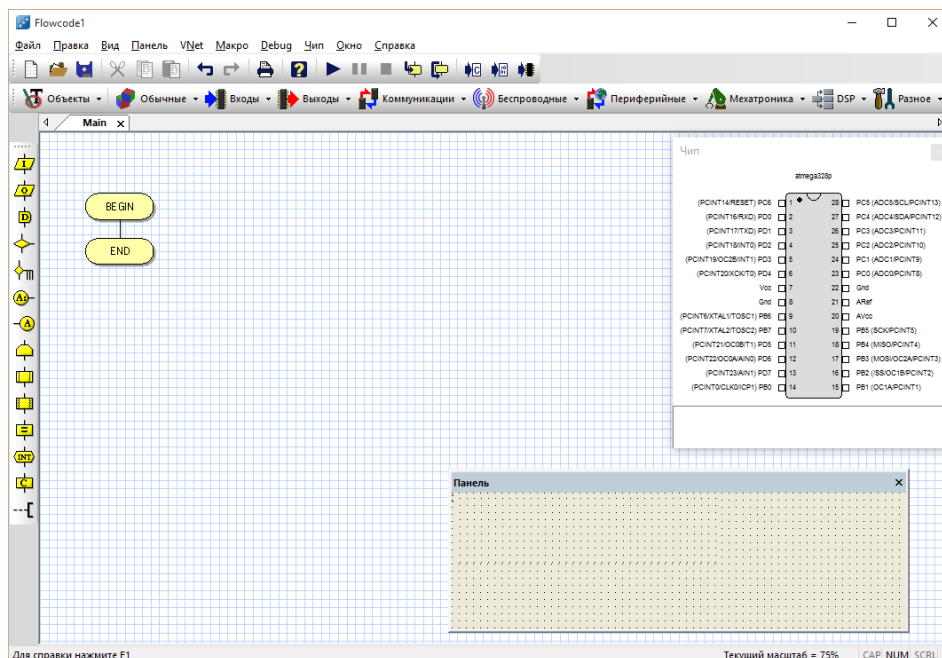 Flowcode1
Файл Правка Вид Панель VNet Макро Debug Чип Окно Справка
Объекты Обычные Входы Выходы Коммуникации Беспроводные Периферийные Мехатроника DSP Разное
Main x
BEGIN
END
I
O
D
A:
A
=
INT
C
Чип
atmega328p
(PCINT14/RESET) PC6 1 28 PC5 (ADC5/SCL/PCINT13)
(PCINT16/RXD) PD0 2 27 PC4 (ADC4/SDA/PCINT12)
(PCINT17/TXD) PD1 3 26 PC3 (ADC3/PCINT11)
(PCINT18/INT0) PD2 4 25 PC2 (ADC2/PCINT10)
(PCINT19/OC2B/INT1) PD3 5 24 PC1 (ADC1/PCINT9)
(PCINT20/XCK/T0) PD4 6 23 PC0 (ADC0/PCINT8)
Vcc 7 22 Gnd
Gnd 8 21 ARef
(PCINT6/XTAL1/TOSC1) PB6 9 20 AVcc
(PCINT7/XTAL2/TOSC2) PB7 10 19 PB5 (SCK/PCINT5)
(PCINT21/OC0B/T1) PD5 11 18 PB4 (MISO/PCINT4)
(PCINT22/OC0A/AIN0) PD6 12 17 PB3 (MOSI/OC2A/PCINT3)
(PCINT23/AIN1) PD7 13 16 PB2 (/SS/OC1B/PCINT2)
(PCINT0/CLK0/ICP1) PB0 14 15 PB1 (OC1A/PCINT1)
Панель
Для справки нажмите F1 Текущий масштаб = 75% CAP NUM SCRL